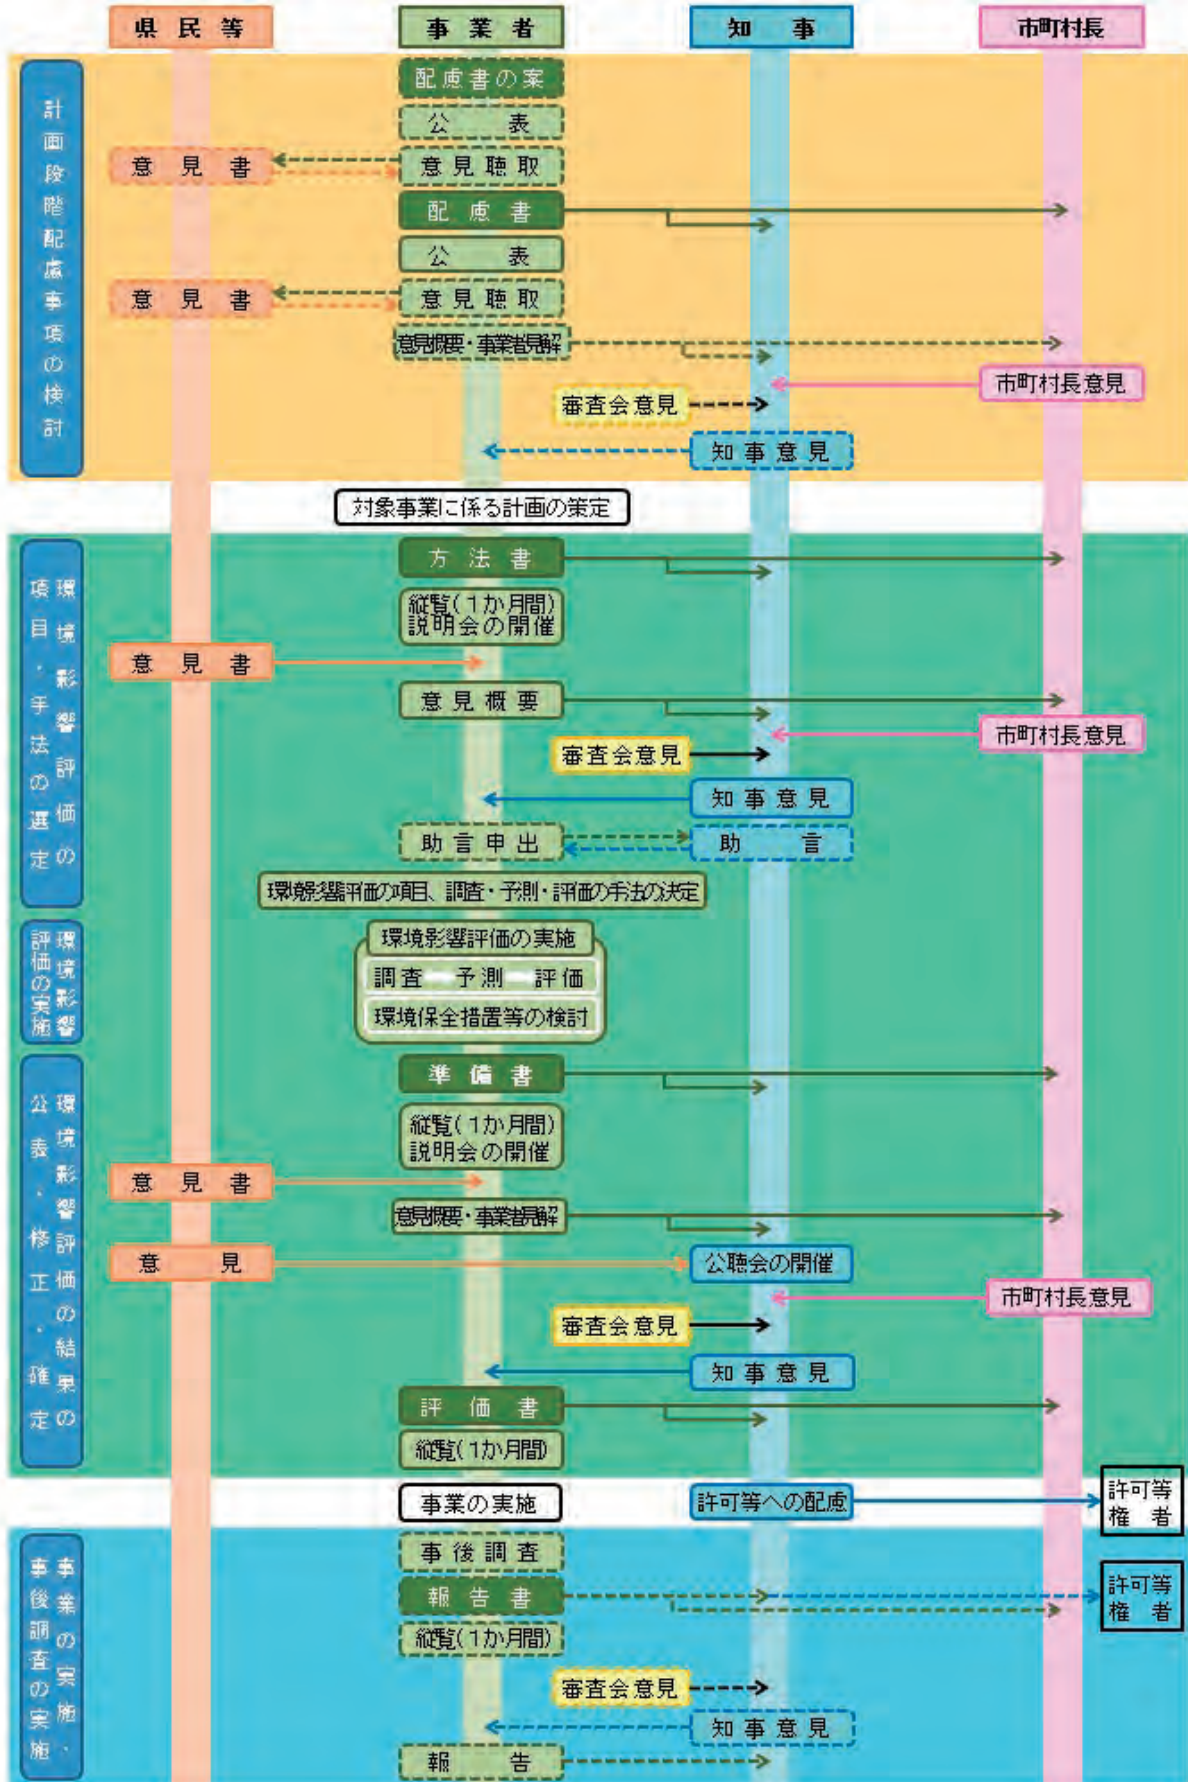 県民等
事業者
知事
市町村長
計画段階配慮事項の検討
配慮書の案
公表
意見書
意見聴取
配慮書
公表
意見書
意見聴取
意見概要・事業者見解
市町村長意見
審査会意見
知事意見
対象事業に係る計画の策定
環境影響評価の
項目・手法の選定
方法書
縦覧(1か月間)
説明会の開催
意見書
意見概要
市町村長意見
審査会意見
知事意見
助言申出
助言
環境影響評価の項目、調査・予測・評価の手法の決定
環境影響
評価の実施
環境影響評価の実施
調査 予測 評価
環境保全措置等の検討
環境影響評価の結果の
公表・修正・確定
準備書
縦覧(1か月間)
説明会の開催
意見書
意見概要・事業者見解
意見
公聴会の開催
市町村長意見
審査会意見
知事意見
評価書
縦覧(1か月間)
事業の実施
許可等への配慮
許可等
権者
事業の実施・
事後調査の実施
事後調査
報告書
許可等
権者
縦覧(1か月間)
審査会意見
知事意見
報告